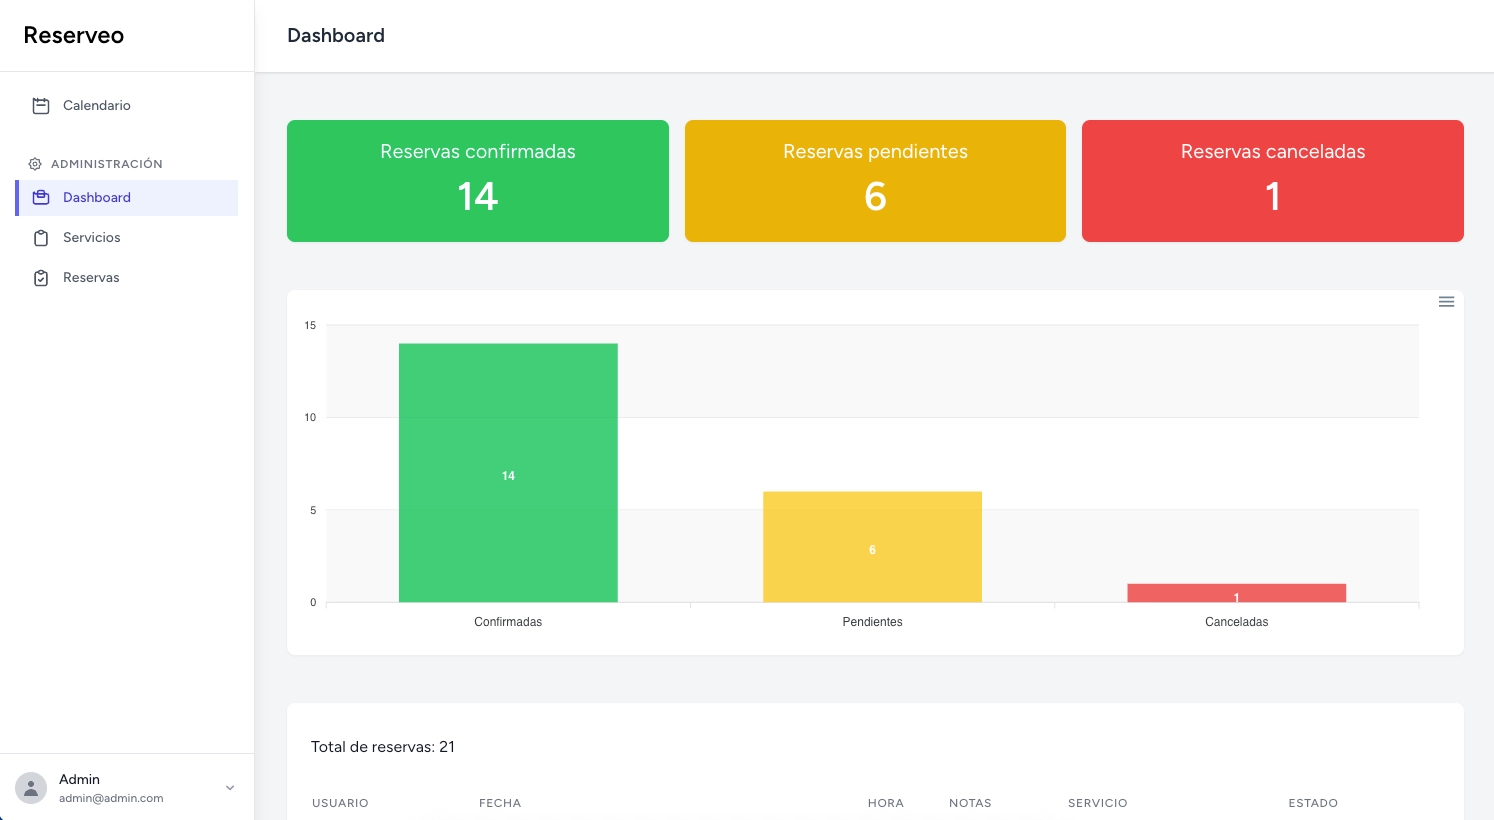 Reserveo
Dashboard
Calendario
ADMINISTRACIÓN
Dashboard
Servicios
Reservas
Reservas confirmadas
14
Reservas pendientes
6
Reservas canceladas
1
15
10
5
0
14
6
1
Confirmadas
Pendientes
Canceladas
Total de reservas: 21
USUARIO
FECHA
HORA
NOTAS
SERVICIO
ESTADO
Admin
admin@admin.com